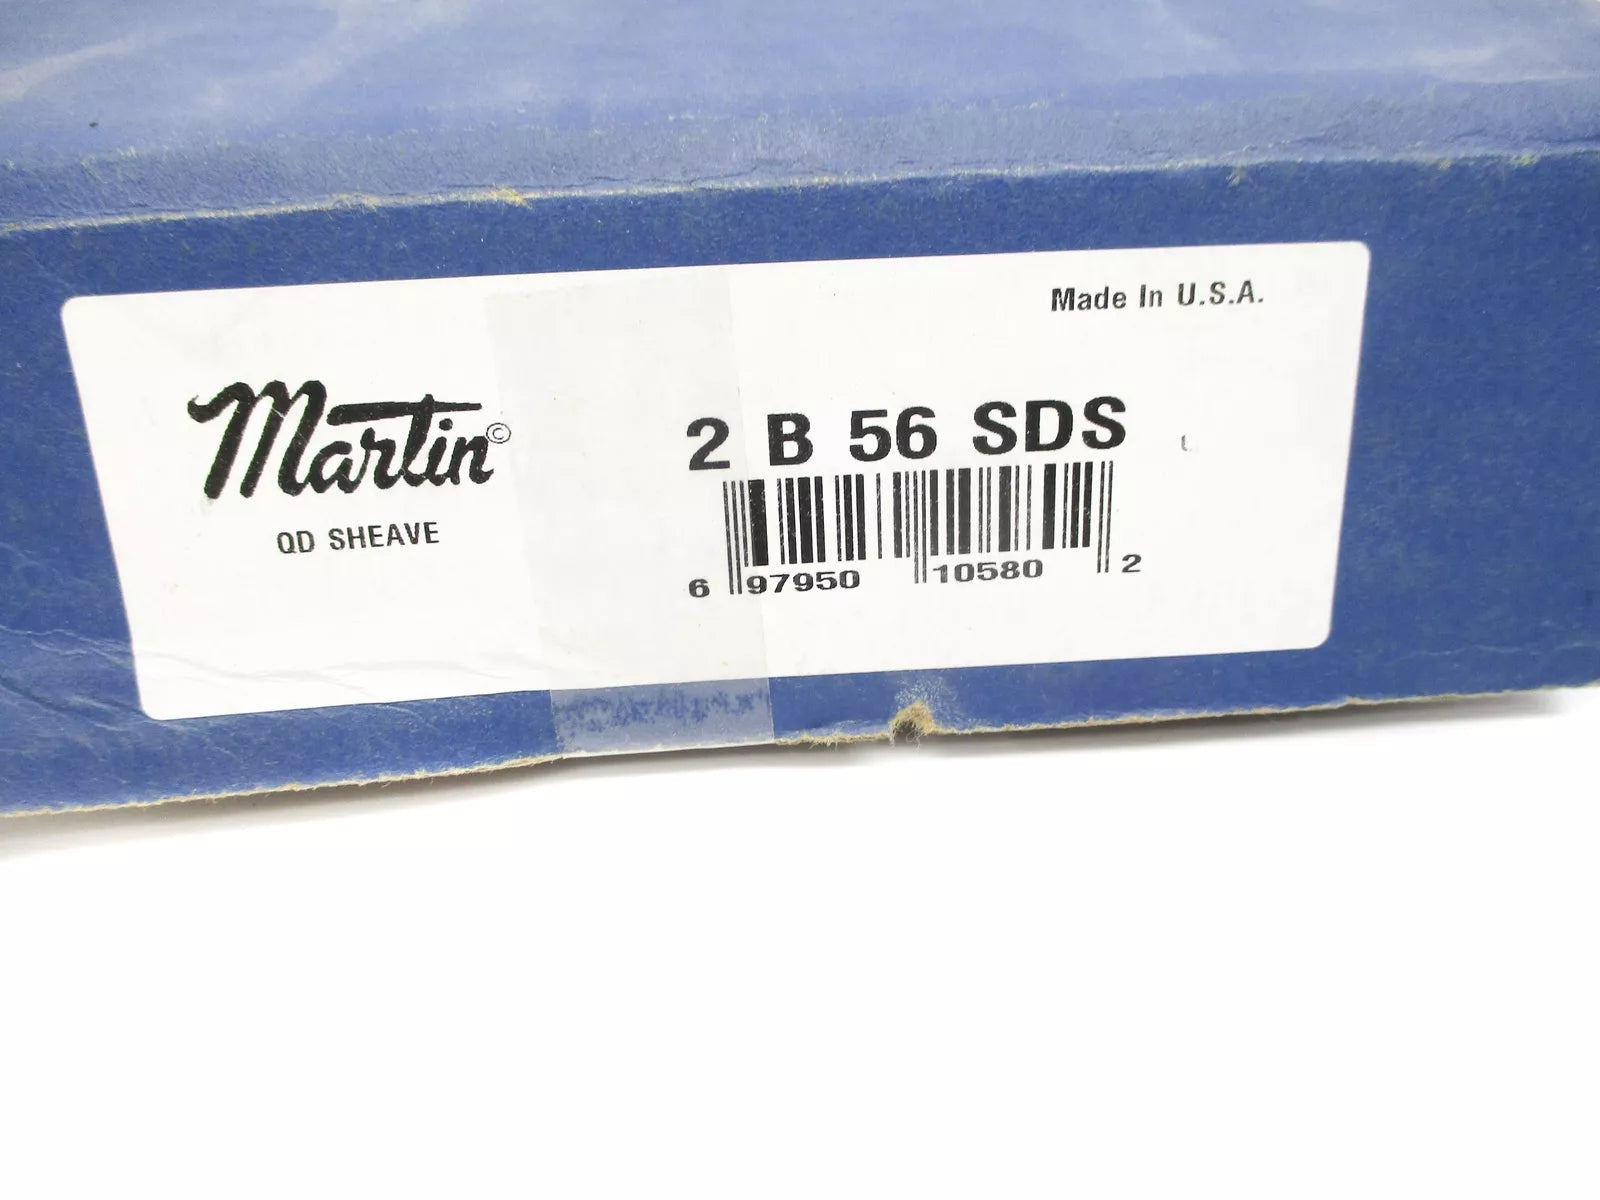 Made In U.S.A.
Martin©
QD SHEAVE
2 B 56 SDS
6 97950 10580 2